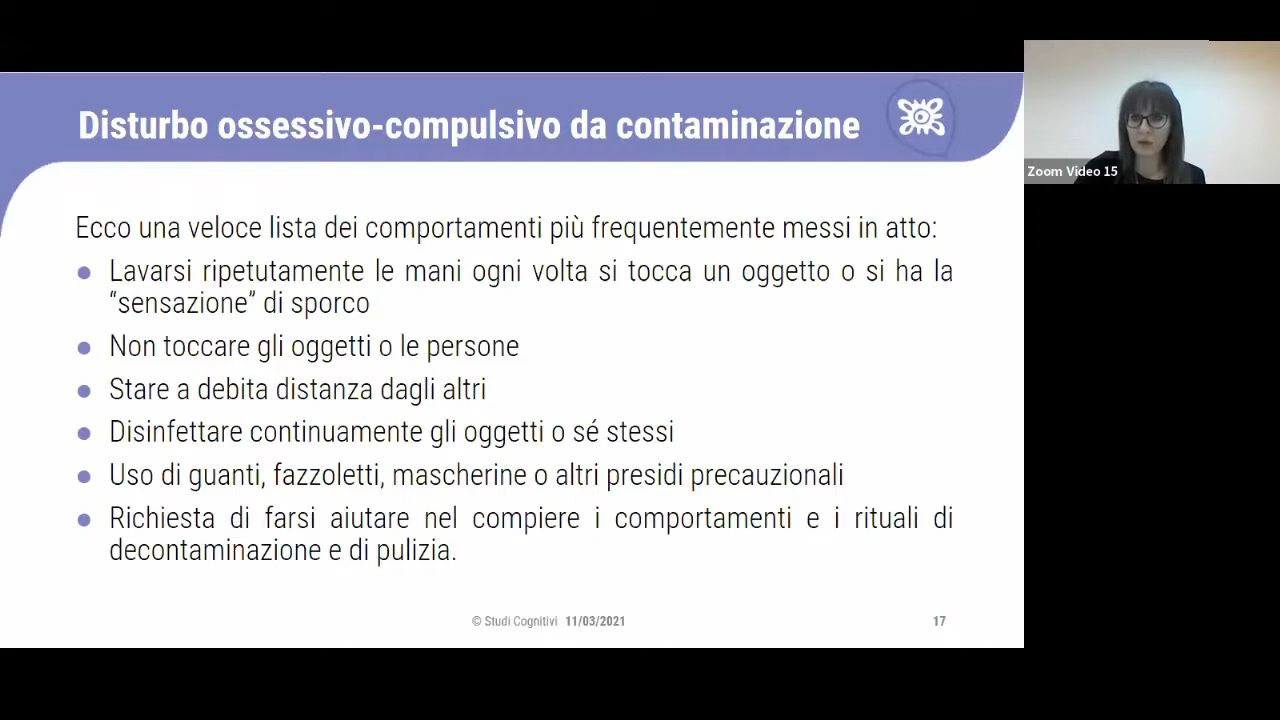 Disturbo ossessivo-compulsivo da contaminazione
Zoom Video 15
Ecco una veloce lista dei comportamenti più frequentemente messi in atto:
Lavarsi ripetutamente le mani ogni volta si tocca un oggetto o si ha la
“sensazione” di sporco
Non toccare gli oggetti o le persone
Stare a debita distanza dagli altri
Disinfettare continuamente gli oggetti o sé stessi
Uso di guanti, fazzoletti, mascherine o altri presidi precauzionali
Richiesta di farsi aiutare nel compiere i comportamenti e i rituali di
decontaminazione e di pulizia.
© Studi Cognitivi 11/03/2021
17